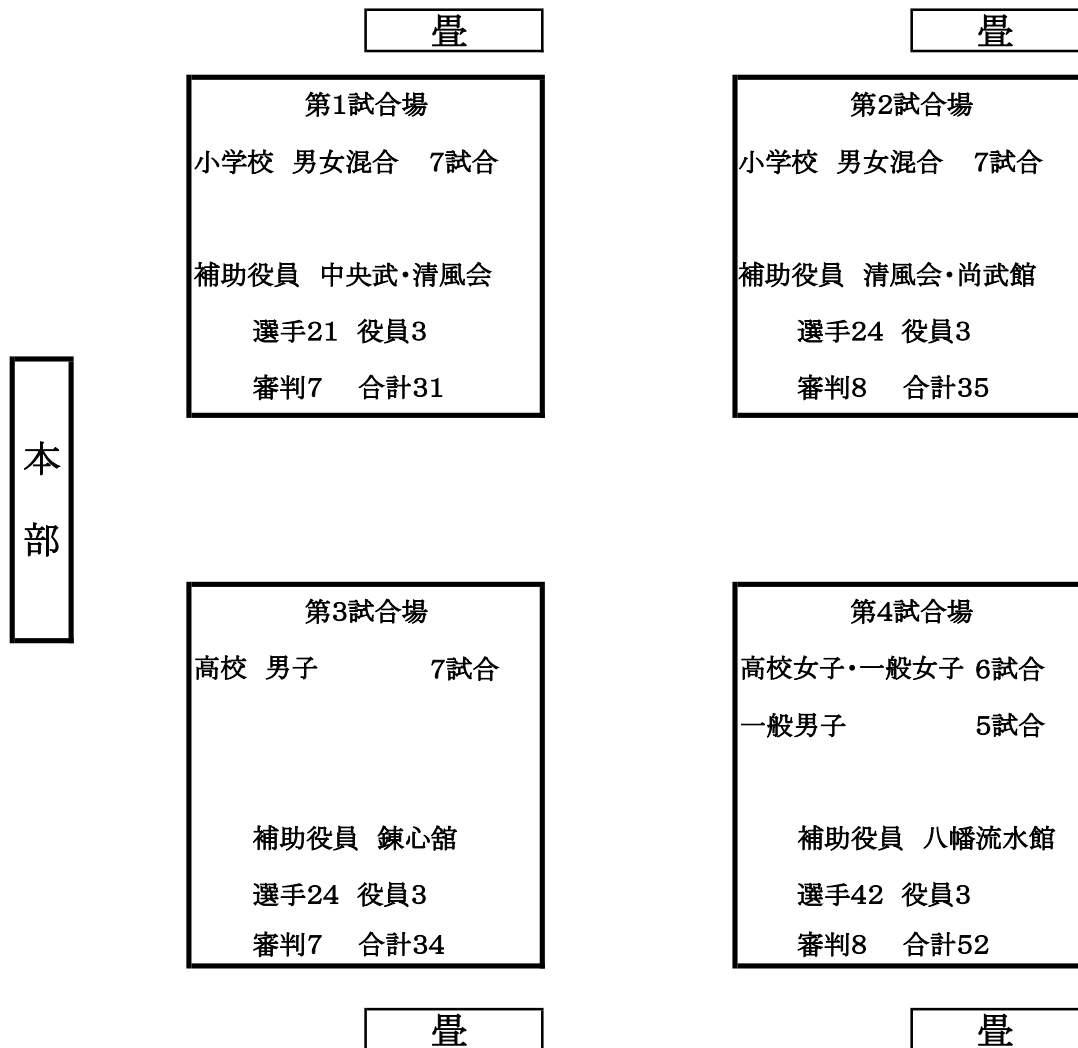 畳
畳
第1試合場
小学校 男女混合 7試合
補助役員 中央武・清風会
選手21 役員3
審判7 合計31
第2試合場
小学校 男女混合 7試合
補助役員 清風会・尚武館
選手24 役員3
審判8 合計35
本
部
第3試合場
高校 男子 7試合
補助役員 錬心舘
選手24 役員3
審判7 合計34
第4試合場
高校女子・一般女子 6試合
一般男子 5試合
補助役員 八幡流水館
選手42 役員3
審判8 合計52
畳
畳